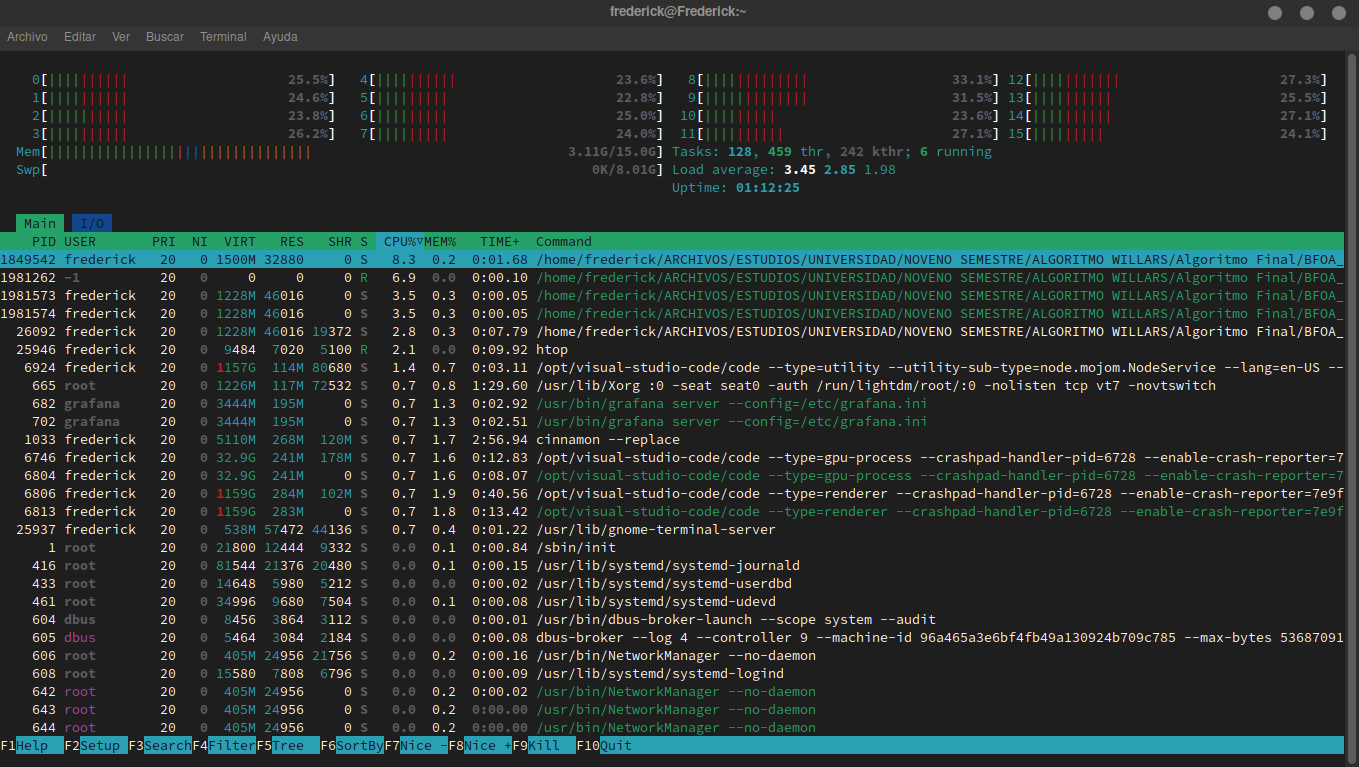 frederick@Frederick:~
Archivo Editar Ver Buscar Terminal Ayuda
0[||||||||||                    25.5%] 4[||||||||||                    23.6%] 8[|||||||||||||                  33.1%] 12[|||||||||||                    27.3%]
1[||||||||||                    24.6%] 5[|||||||||                     22.8%] 9[|||||||||||||                  31.5%] 13[||||||||||                     25.5%]
2[||||||||||                    23.8%] 6[|||||||||                     25.0%] 10[|||||||||                     23.6%] 14[||||||||||                     27.1%]
3[||||||||||                    26.2%] 7[|||||||||                     24.0%] 11[||||||||||                    27.1%] 15[|||||||||                      24.1%]
Mem[|||||||||||||||||||||||||||||||||                    3.11G/15.0G] Tasks: 128, 459 thr, 242 kthr; 6 running
Swp[                    0K/8.01G] Load average: 3.45 2.85 1.98
Uptime: 01:12:25
Main I/O
PID USER PRI NI VIRT RES SHR S CPU%▽MEM% TIME+ Command
1849542 frederick 20 0 1500M 32880 0 S 8.3 0.2 0:01.68 /home/frederick/ARCHIVOS/ESTUDIOS/UNIVERSIDAD/NOVENO SEMESTRE/ALGORITMO WILLARS/Algoritmo Final/BFOA_
1981262 -1 20 0 0 0 0 R 6.9 0.0 0:00.10 /home/frederick/ARCHIVOS/ESTUDIOS/UNIVERSIDAD/NOVENO SEMESTRE/ALGORITMO WILLARS/Algoritmo Final/BFOA_
1981573 frederick 20 0 1228M 46016 0 S 3.5 0.3 0:00.05 /home/frederick/ARCHIVOS/ESTUDIOS/UNIVERSIDAD/NOVENO SEMESTRE/ALGORITMO WILLARS/Algoritmo Final/BFOA_
1981574 frederick 20 0 1228M 46016 0 S 3.5 0.3 0:00.05 /home/frederick/ARCHIVOS/ESTUDIOS/UNIVERSIDAD/NOVENO SEMESTRE/ALGORITMO WILLARS/Algoritmo Final/BFOA_
26092 frederick 20 0 1228M 46016 19372 S 2.8 0.3 0:07.79 /home/frederick/ARCHIVOS/ESTUDIOS/UNIVERSIDAD/NOVENO SEMESTRE/ALGORITMO WILLARS/Algoritmo Final/BFOA_
25946 frederick 20 0 9484 7020 5100 R 2.1 0.0 0:09.92 htop
6924 frederick 20 0 1157G 114M 80680 S 1.4 0.7 0:03.11 /opt/visual-studio-code/code --type=utility --utility-sub-type=node.mojom.NodeService --lang=en-US --
665 root 20 0 1226M 117M 72532 S 0.7 0.8 1:29.60 /usr/lib/Xorg :0 -seat seat0 -auth /run/lightdm/root/:0 -nolisten tcp vt7 -novtswitch
682 grafana 20 0 3444M 195M 0 S 0.7 1.3 0:02.92 /usr/bin/grafana server --config=/etc/grafana.ini
702 grafana 20 0 3444M 195M 0 S 0.7 1.3 0:02.51 /usr/bin/grafana server --config=/etc/grafana.ini
1033 frederick 20 0 5110M 268M 120M S 0.7 1.7 2:56.94 cinnamon --replace
6746 frederick 20 0 32.9G 241M 178M S 0.7 1.6 0:12.83 /opt/visual-studio-code/code --type=gpu-process --crashpad-handler-pid=6728 --enable-crash-reporter=7
6804 frederick 20 0 32.9G 241M 0 S 0.7 1.6 0:08.07 /opt/visual-studio-code/code --type=gpu-process --crashpad-handler-pid=6728 --enable-crash-reporter=7
6806 frederick 20 0 1159G 284M 102M S 0.7 1.9 0:40.56 /opt/visual-studio-code/code --type=renderer --crashpad-handler-pid=6728 --enable-crash-reporter=7e9f
6813 frederick 20 0 1159G 283M 0 S 0.7 1.8 0:13.42 /opt/visual-studio-code/code --type=renderer --crashpad-handler-pid=6728 --enable-crash-reporter=7e9f
25937 frederick 20 0 538M 57472 44136 S 0.7 0.4 0:01.22 /usr/lib/gnome-terminal-server
1 root 20 0 21800 12444 9332 S 0.0 0.1 0:00.84 /sbin/init
416 root 20 0 81544 21376 20480 S 0.0 0.1 0:00.15 /usr/lib/systemd/systemd-journald
433 root 20 0 14648 5980 5212 S 0.0 0.0 0:00.02 /usr/lib/systemd/systemd-userdbd
461 root 20 0 34996 9680 7504 S 0.0 0.1 0:00.08 /usr/lib/systemd/systemd-udevd
604 dbus 20 0 8456 3864 3112 S 0.0 0.0 0:00.01 /usr/bin/dbus-broker-launch --scope system --audit
605 dbus 20 0 5464 3084 2184 S 0.0 0.0 0:00.08 dbus-broker --log 4 --controller 9 --machine-id 96a465a3e6bf4fb49a130924b709c785 --max-bytes 53687091
606 root 20 0 405M 24956 21756 S 0.0 0.2 0:00.16 /usr/bin/NetworkManager --no-daemon
608 root 20 0 15580 7808 6796 S 0.0 0.0 0:00.09 /usr/lib/systemd/systemd-logind
642 root 20 0 405M 24956 0 S 0.0 0.2 0:00.02 /usr/bin/NetworkManager --no-daemon
643 root 20 0 405M 24956 0 S 0.0 0.2 0:00.00 /usr/bin/NetworkManager --no-daemon
644 root 20 0 405M 24956 0 S 0.0 0.2 0:00.00 /usr/bin/NetworkManager --no-daemon
F1Help F2Setup F3SearchF4FilterF5Tree F6SortByF7Nice -F8Nice +F9Kill F10Quit